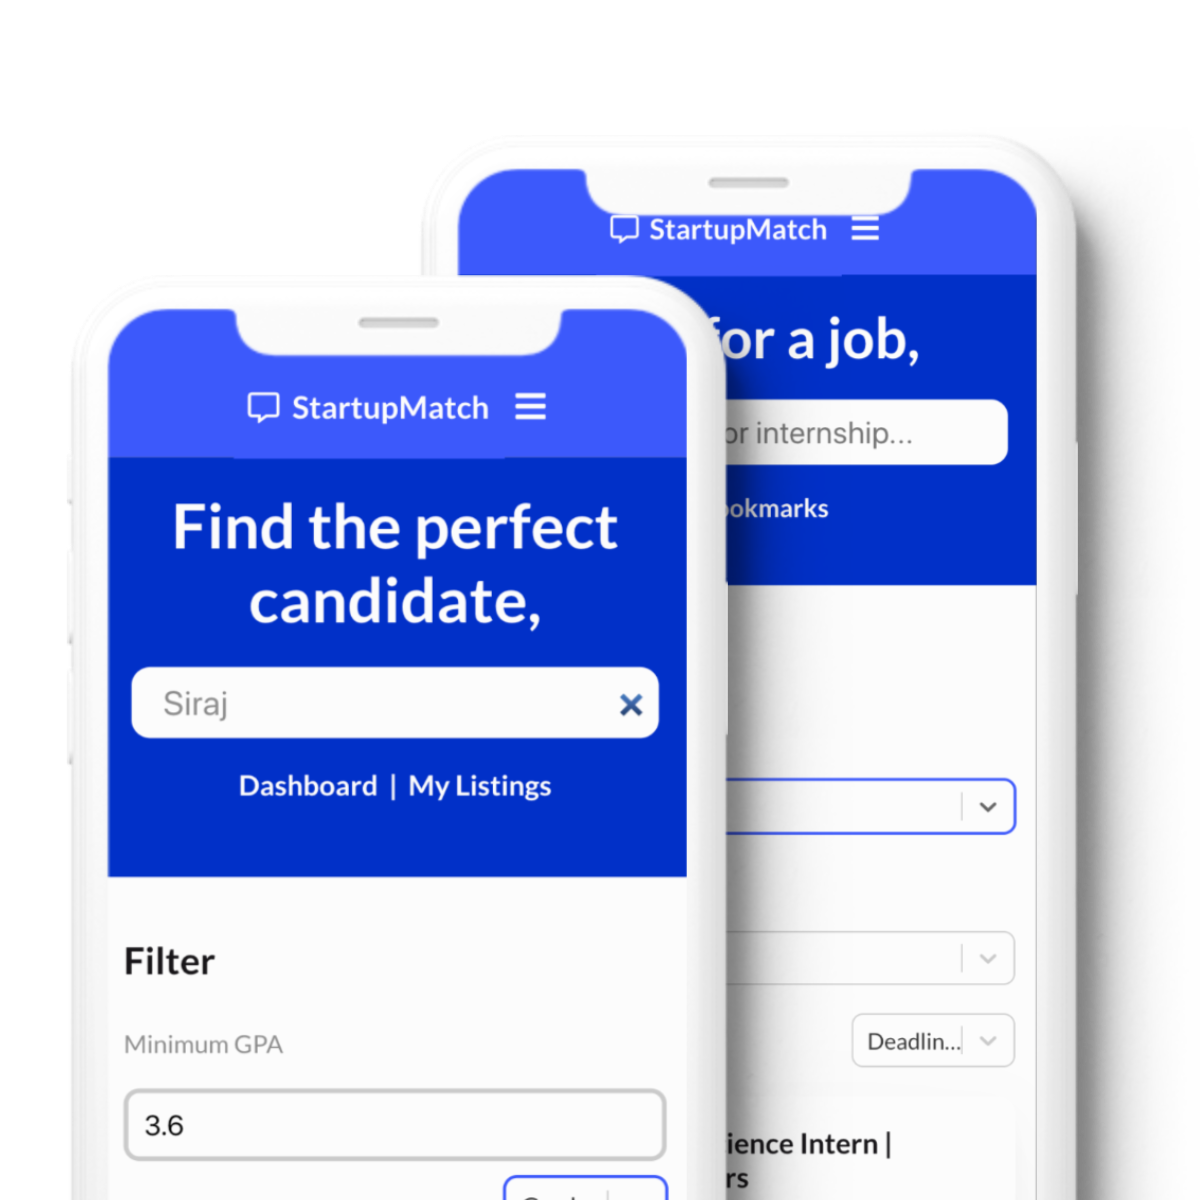 StartupMatch
for a job,
or internship...
ookmarks
Deadlin...
ience Intern |
rs
StartupMatch
Find the perfect
candidate,
Siraj
Dashboard | My Listings
Filter
Minimum GPA
3.6